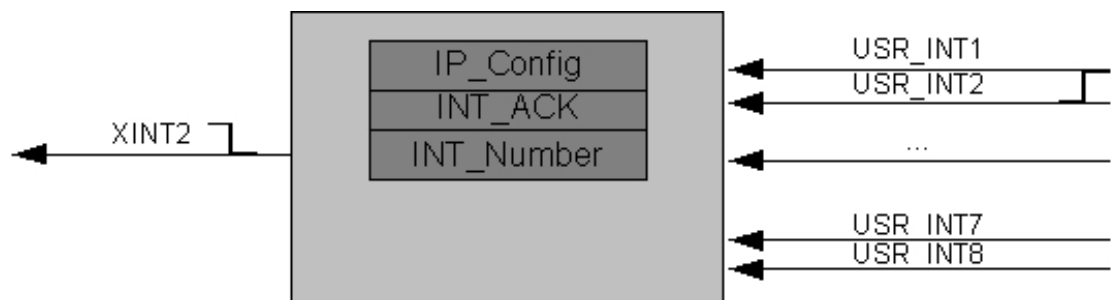 IP_Config
INT_ACK
INT_Number
XINT2
USR_INT1
USR_INT2
...
USR_INT7
USR_INT8